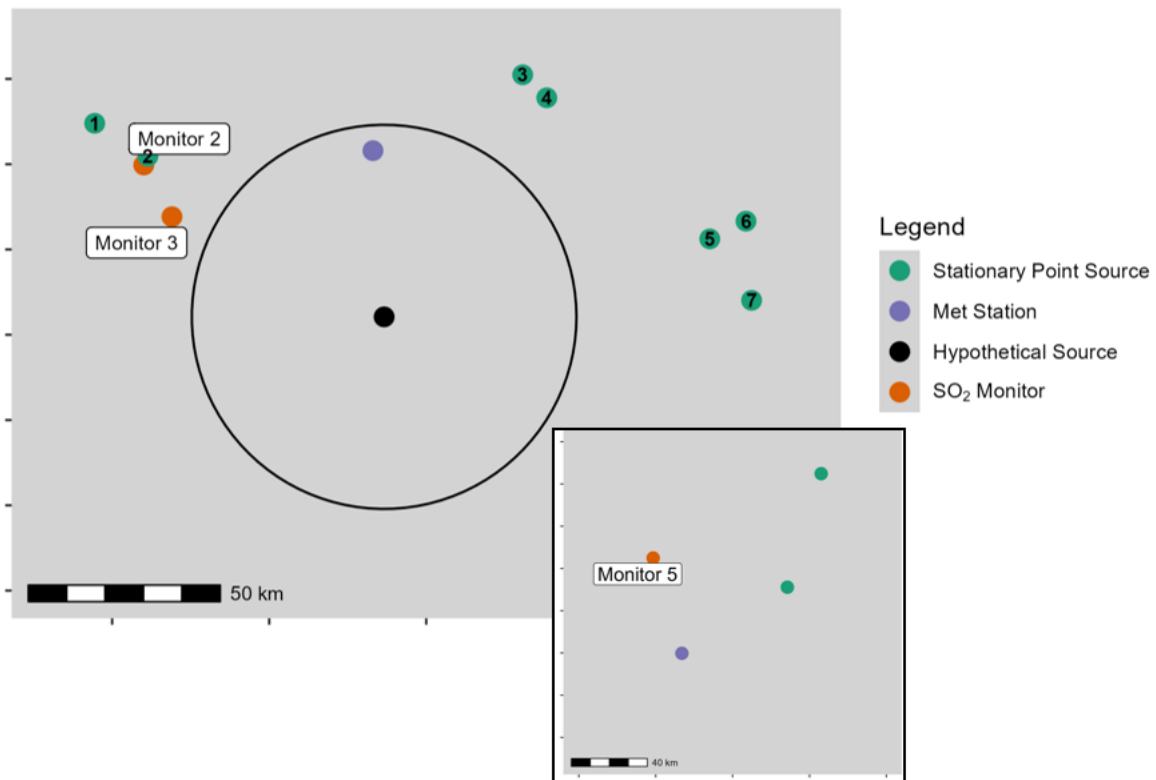 3
4
1
Monitor 2
2
Monitor 3
6
5
7
Legend
Stationary Point Source
Met Station
Hypothetical Source
SO₂ Monitor
50 km
Monitor 5
40 km